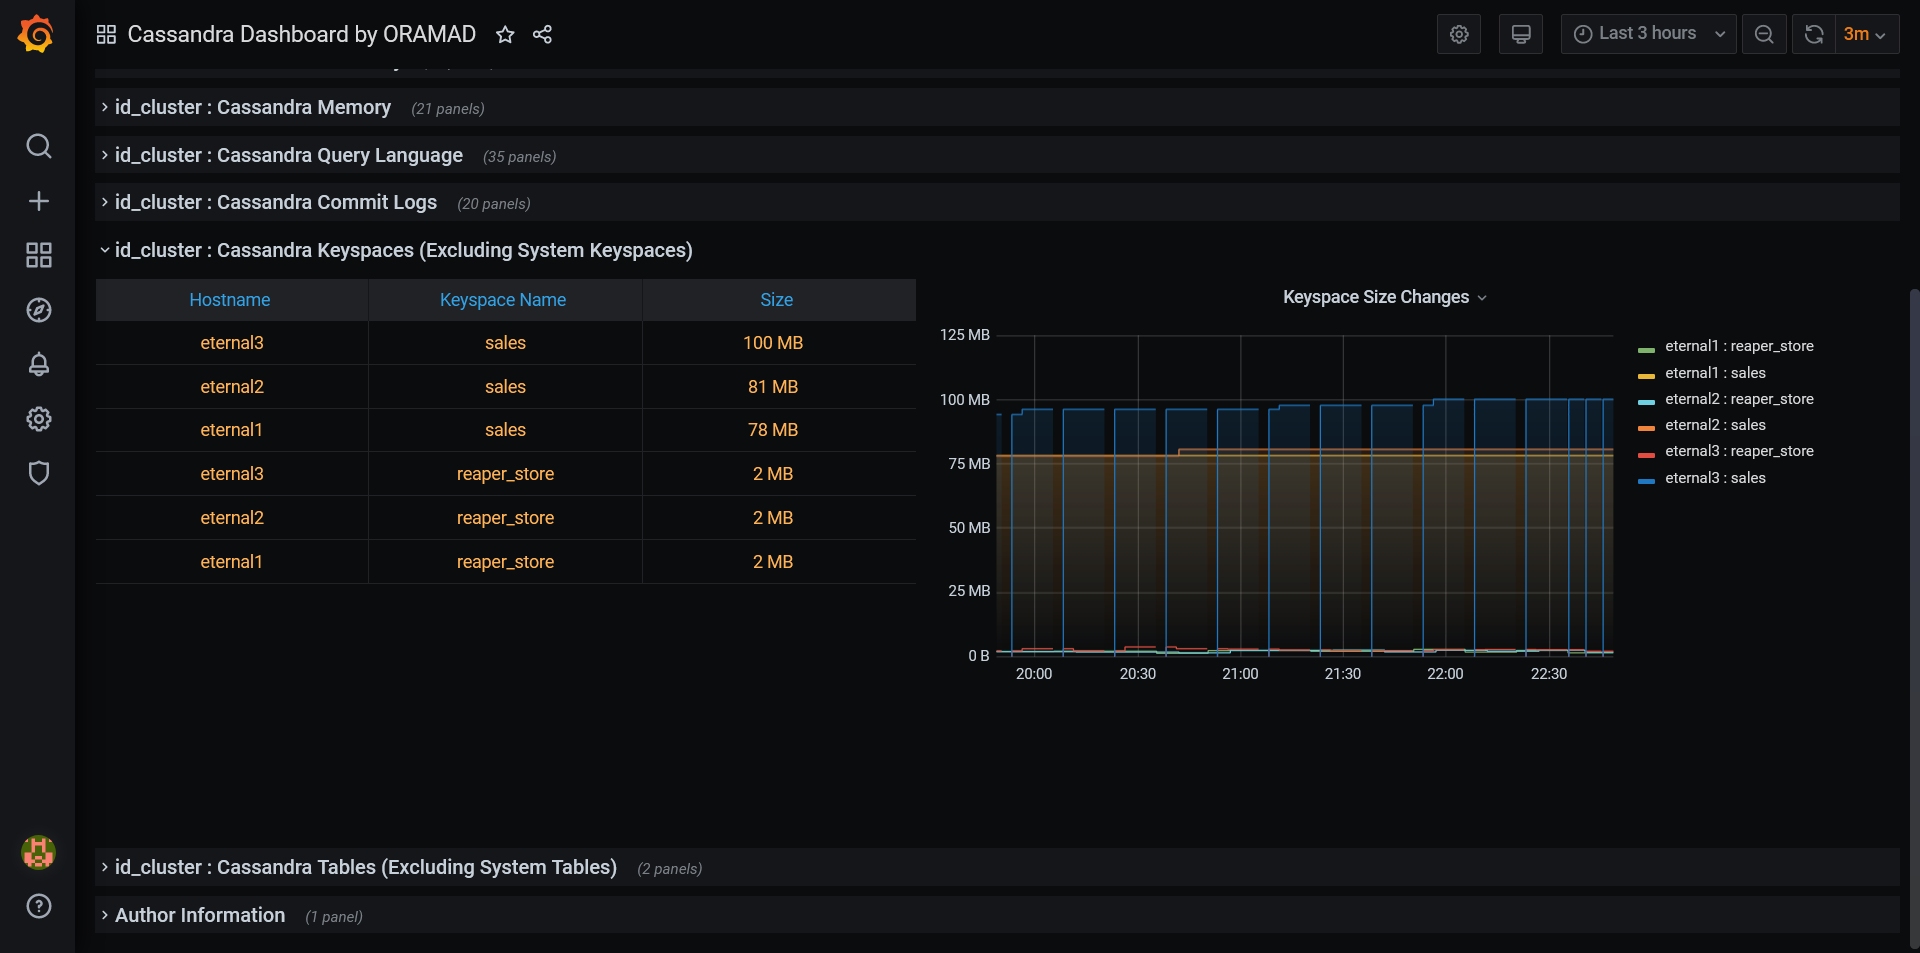 Cassandra Dashboard by ORAMAD
Last 3 hours
3m
id_cluster : Cassandra Memory (21 panels)
id_cluster : Cassandra Query Language (35 panels)
id_cluster : Cassandra Commit Logs (20 panels)
id_cluster : Cassandra Keyspaces (Excluding System Keyspaces)
Hostname Keyspace Name Size
eternal3 sales 100 MB
eternal2 sales 81 MB
eternal1 sales 78 MB
eternal3 reaper_store 2 MB
eternal2 reaper_store 2 MB
eternal1 reaper_store 2 MB
Keyspace Size Changes
125 MB
100 MB
75 MB
50 MB
25 MB
0 B
20:00 20:30 21:00 21:30 22:00 22:30
eternal1 : reaper_store
eternal1 : sales
eternal2 : reaper_store
eternal2 : sales
eternal3 : reaper_store
eternal3 : sales
id_cluster : Cassandra Tables (Excluding System Tables) (2 panels)
Author Information (1 panel)